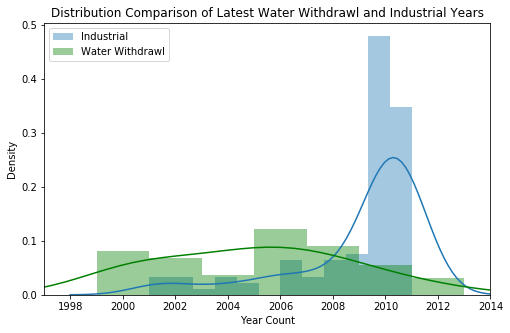 Distribution Comparison of Latest Water Withdrawl and Industrial Years
Industrial
Water Withdrawl
0.5
0.4
0.3
0.2
0.1
0.0
Density
1998 2000 2002 2004 2006 2008 2010 2012 2014
Year Count